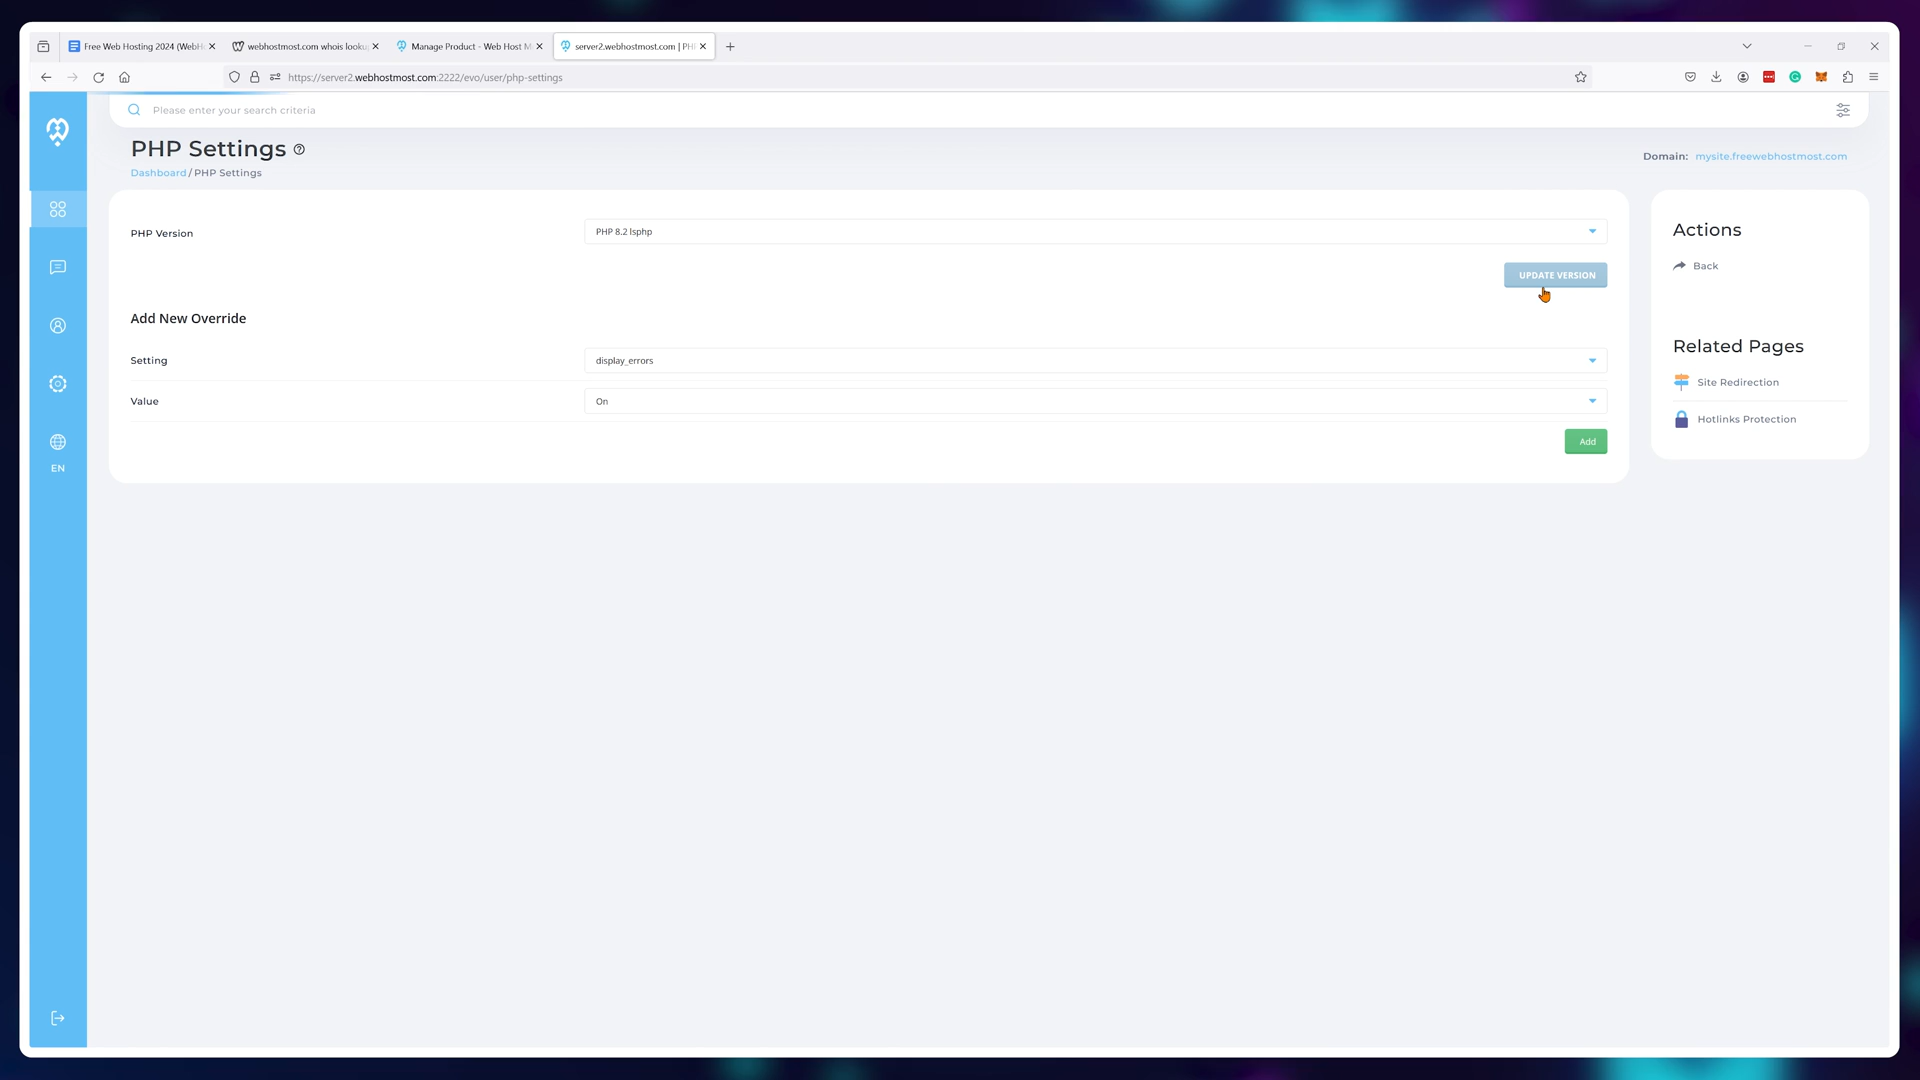 Free Web Hosting 2024 (WebH
webhostmost.com whois looku
Manage Product - Web Host M
server2.webhostmost.com | PH
https://server2.webhostmost.com:2222/evo/user/php-settings
Please enter your search criteria
PHP Settings
Dashboard / PHP Settings
Domain: mysite.freewebhostmost.com
PHP Version
PHP 8.2 lsphp
UPDATE VERSION
Add New Override
Setting
display_errors
Value
On
Add
Actions
Back
Related Pages
Site Redirection
Hotlinks Protection
EN